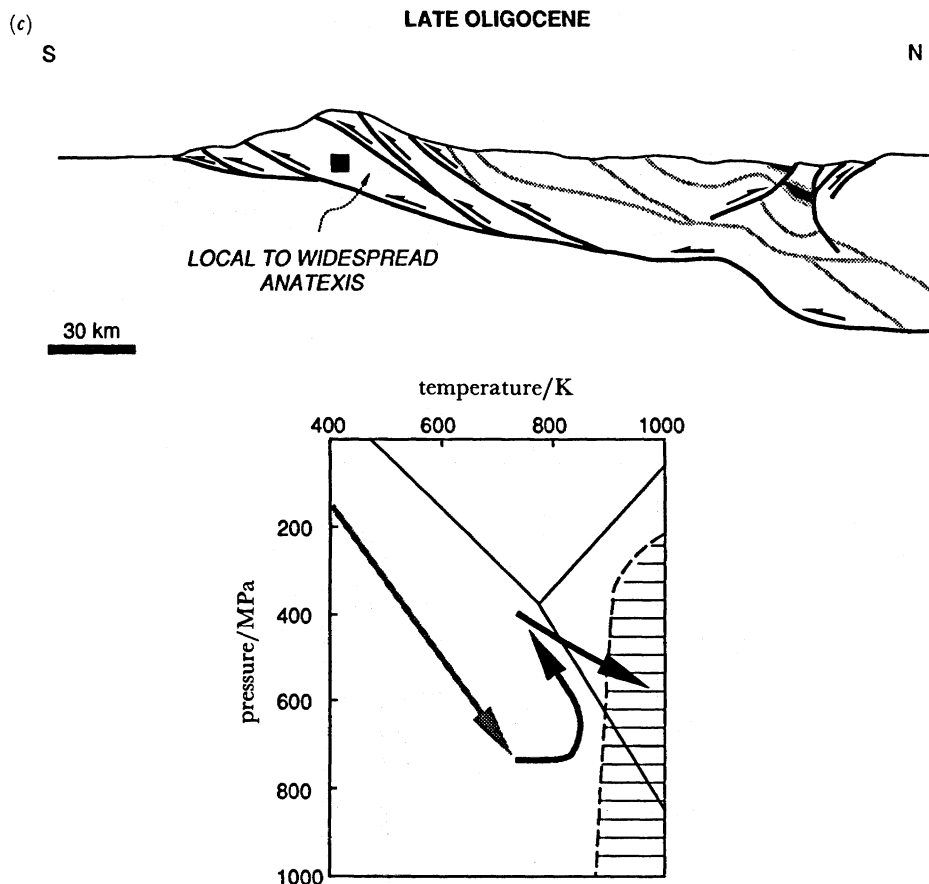 (c)
LATE OLIGOCENE
S
N
LOCAL TO WIDESPREAD
ANATEXIS
30 km
temperature/K
400 600 800 1000
200
400
600
800
1000
pressure/MPa